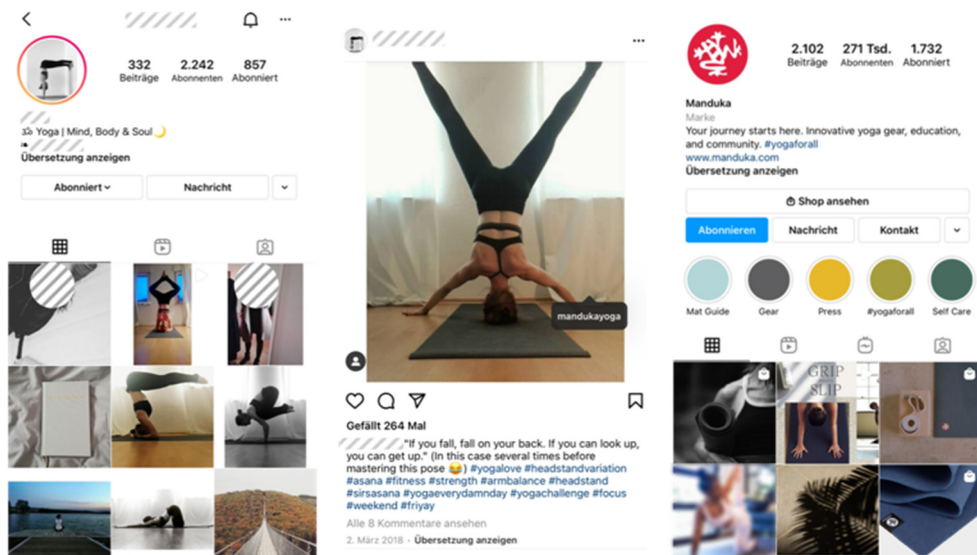 332
2.242
857
Beiträge
Abonnenten
Abonniert
ॐ Yoga | Mind, Body & Soul🌙
Übersetzung anzeigen
Abonniert
Nachricht
mandukayoga
Gefällt 264 Mal
"If you fall, fall on your back. If you can look up,
you can get up." (In this case several times before
mastering this pose 😂) #yogalove #headstandvariation
#asana #fitness #strength #armbalance #headstand
#sirsasana #yogaeverydamnday #yogachallenge #focus
#weekend #friyay
Alle 8 Kommentare ansehen
2. März 2018 · Übersetzung anzeigen
2.102
271 Tsd.
1.732
Beiträge
Abonnenten
Abonniert
Manduka
Marke
Your journey starts here. Innovative yoga gear, education,
and community. #yogaforall
www.manduka.com
Übersetzung anzeigen
Shop ansehen
Abonnieren
Nachricht
Kontakt
Mat Guide
Gear
Press
#yogaforall
Self Care
GRIP
SLIP